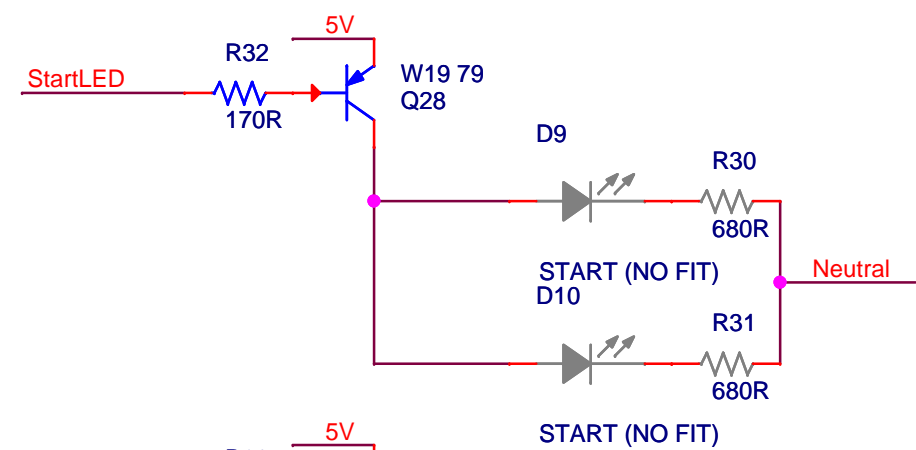 5V
R32
StartLED
170R
W19 79
Q28
D9
R30
680R
START (NO FIT)
Neutral
D10
R31
680R
START (NO FIT)
5V